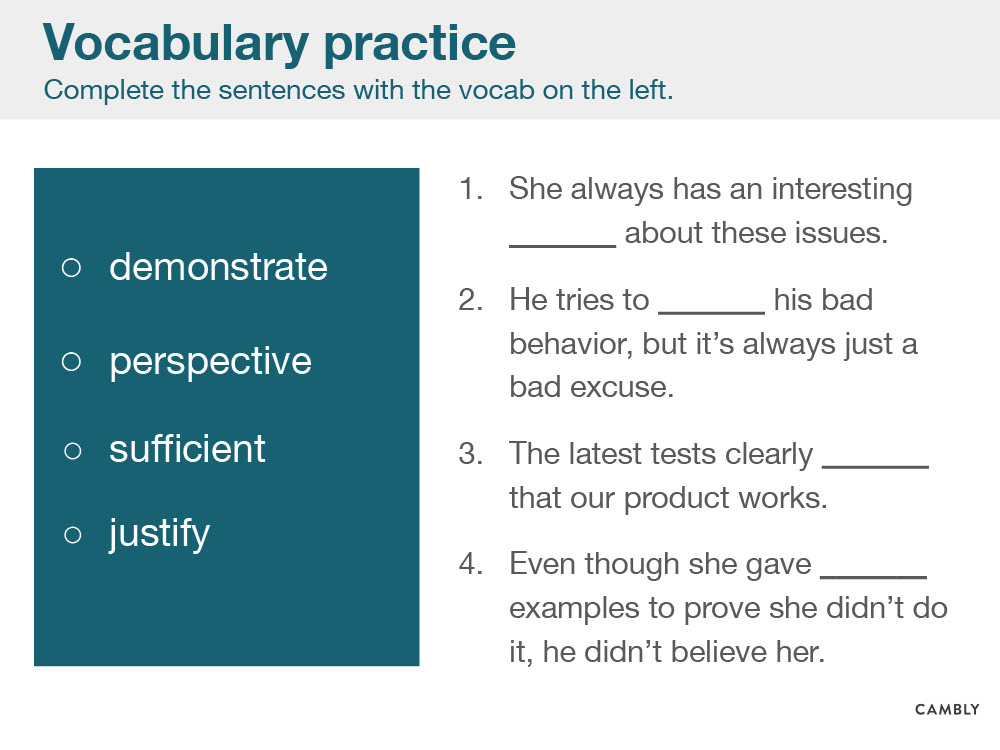 Vocabulary practice
Complete the sentences with the vocab on the left.
○ demonstrate
○ perspective
○ sufficient
○ justify
1. She always has an interesting
_______ about these issues.
2. He tries to _______ his bad
behavior, but it’s always just a
bad excuse.
3. The latest tests clearly _______
that our product works.
4. Even though she gave _______
examples to prove she didn’t do
it, he didn’t believe her.
CAMBLY